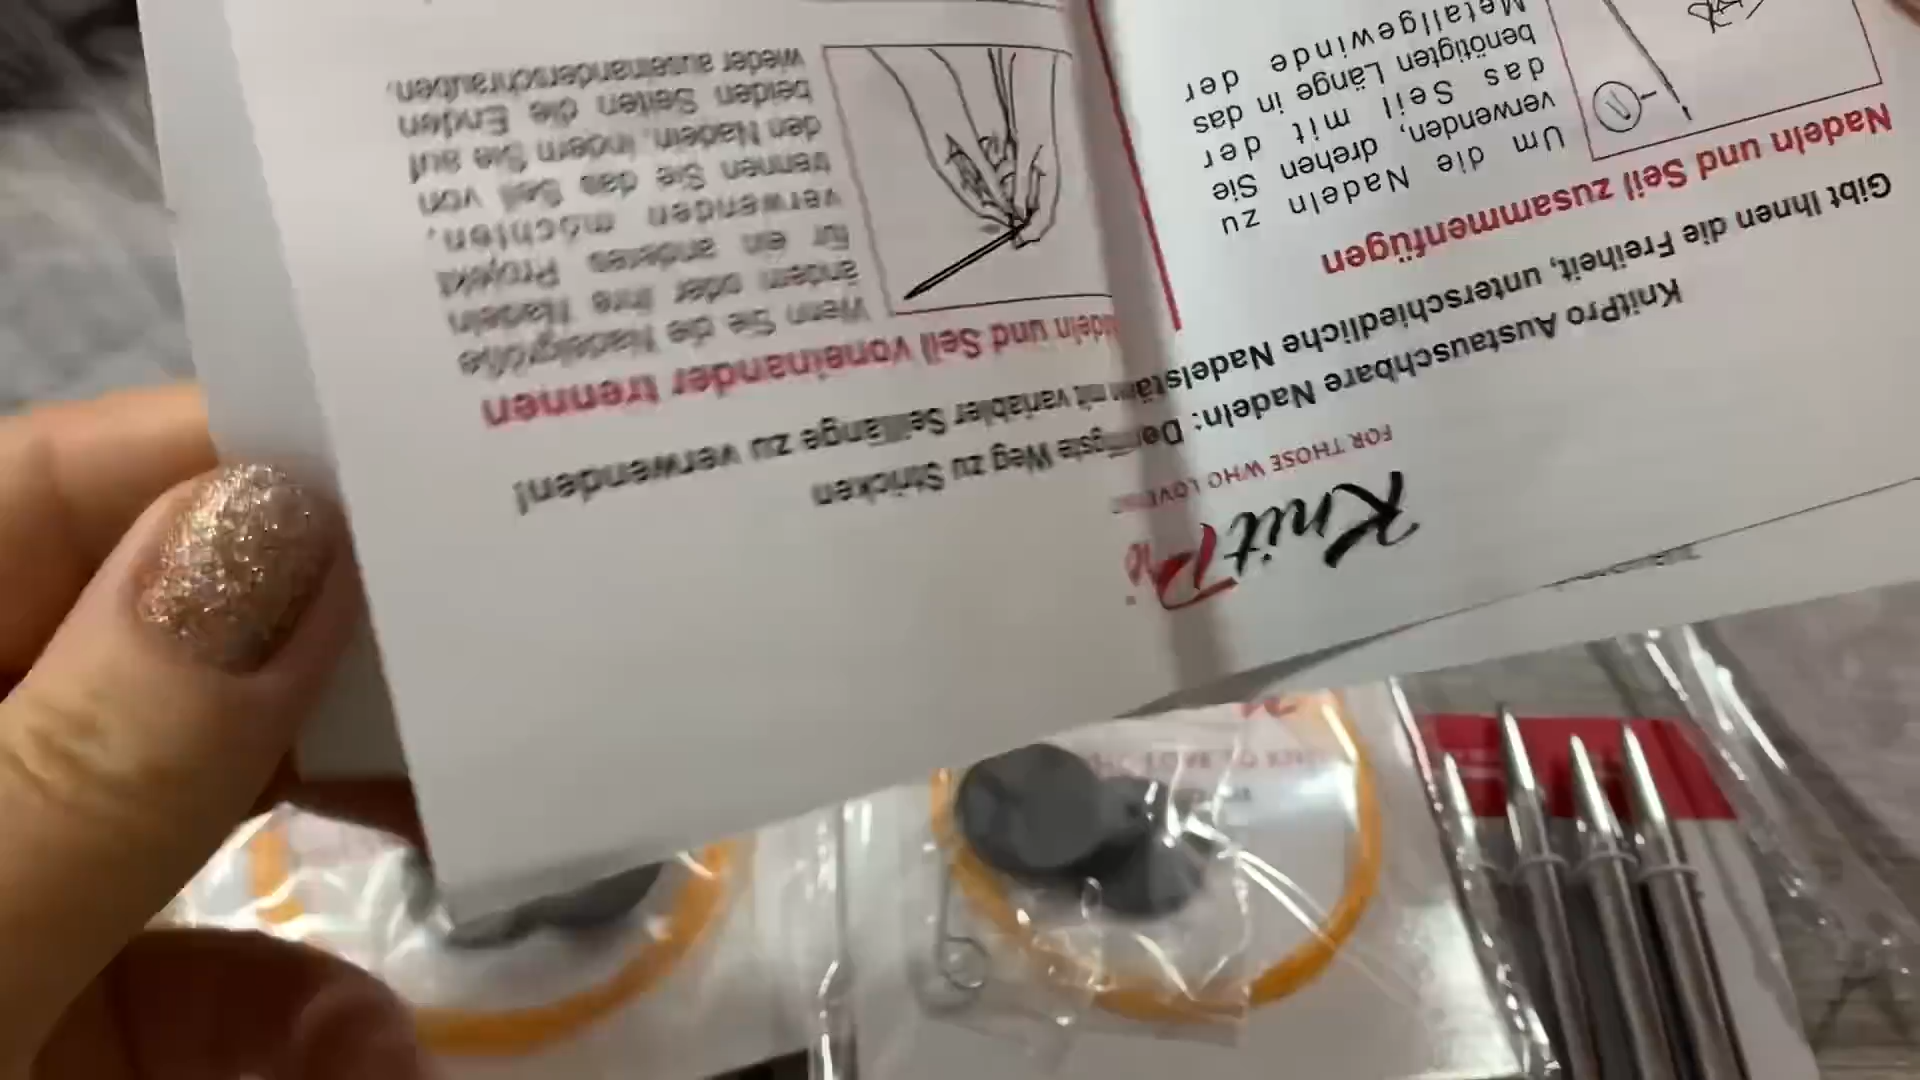 KnitPro
FOR THOSE WHO LOVE
KnitPro Austauschbare Nadeln: Der Weg zu Stricken
Gibt Ihnen die Freiheit, unterschiedliche mit variabler Seillänge zu verwenden!
Nadeln und Seil zusammenfügen
Um die Nadeln zu
verwenden, drehen Sie
das Seil mit der
benötigten Länge in das
Metallgewinde der
1
Nadeln und Seil voneinander trennen
Wenn Sie die Nadelgröße
ändern oder Ihre Nadeln
für ein anderes Projekt
verwenden möchten,
trennen Sie das Seil von
den Nadeln, indem Sie auf
beiden Seiten die Enden
wieder auseinanderschrauben.